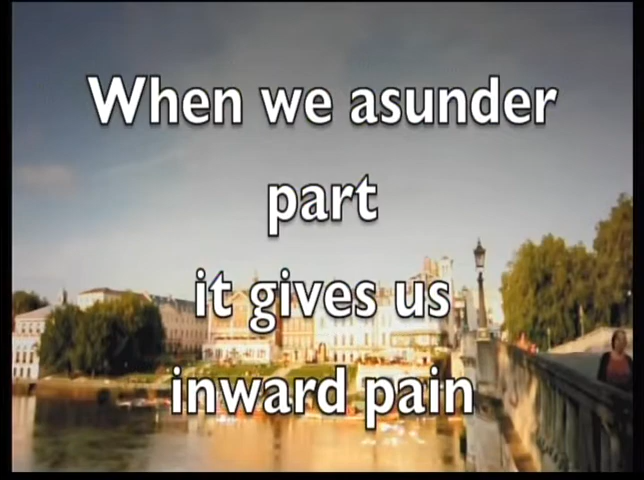 When we asunder
part
it gives us
inward pain